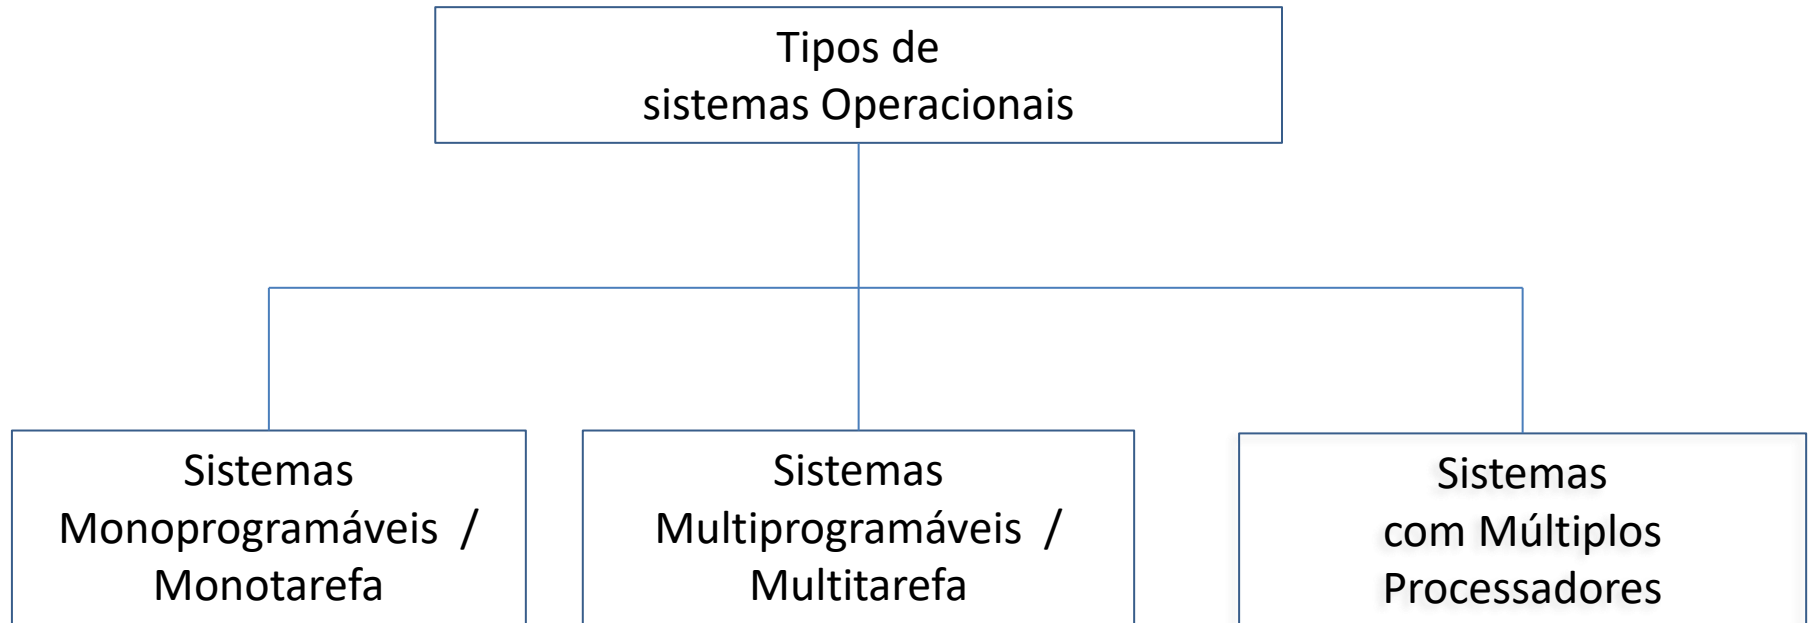 Tipos de
sistemas Operacionais
Sistemas
Monoprogramáveis /
Monotarefa
Sistemas
Multiprogramáveis /
Multitarefa
Sistemas
com Múltiplos
Processadores